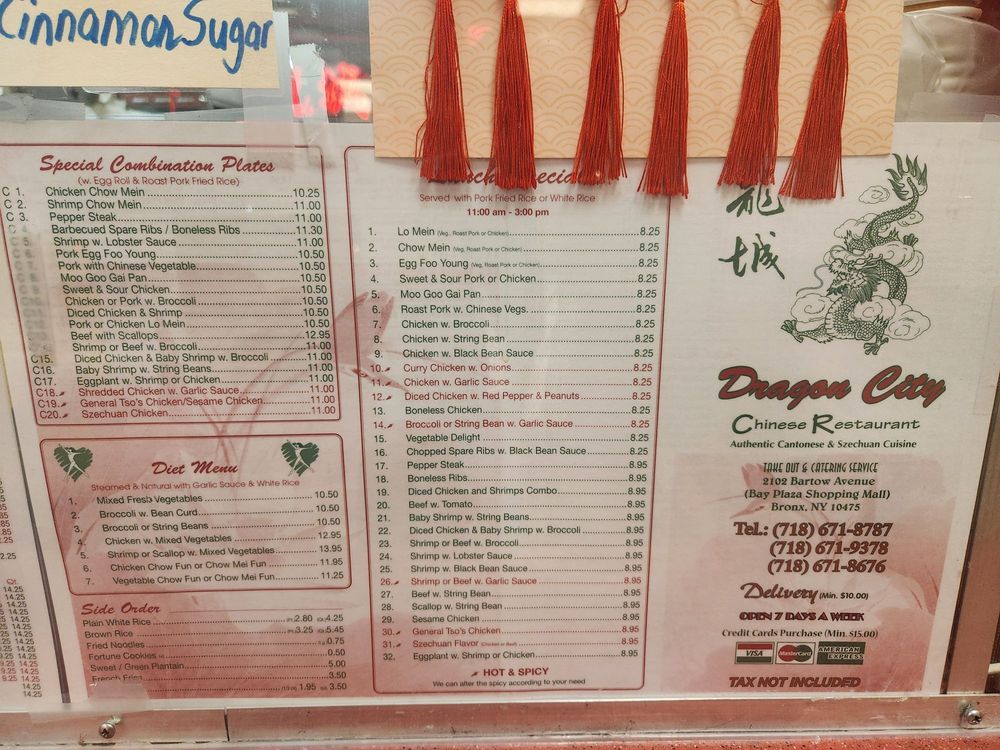 Cinnamon Sugar
Special Combination Plates
(w. Egg Roll & Roast Pork Fried Rice)
C 1. Chicken Chow Mein 10.25
C 2. Shrimp Chow Mein 11.00
C 3. Pepper Steak 11.00
Barbecued Spare Ribs / Boneless Ribs 11.30
Shrimp w. Lobster Sauce 11.00
Pork Egg Foo Young 10.50
Pork with Chinese Vegetable 10.50
Moo Goo Gai Pan 10.50
Sweet & Sour Chicken 10.50
Chicken or Pork w. Broccoli 10.50
Diced Chicken & Shrimp 10.50
Pork or Chicken Lo Mein 10.50
Beef with Scallops 12.95
Shrimp or Beef w. Broccoli 11.00
C15. Diced Chicken & Baby Shrimp w. Broccoli 11.00
C16. Baby Shrimp w. String Beans 11.00
C17. Eggplant w. Shrimp or Chicken 11.00
C18. Shredded Chicken w. Garlic Sauce 11.00
C19. General Tso's Chicken/Sesame Chicken 11.00
C20. Szechuan Chicken 11.00
Diet Menu
Steamed & Natural with Garlic Sauce & White Rice
1. Mixed Fresh Vegetables 10.50
2. Broccoli w. Bean Curd 10.50
3. Broccoli or String Beans 10.50
4. Chicken w. Mixed Vegetables 12.95
5. Shrimp or Scallop w. Mixed Vegetables 13.95
6. Chicken Chow Fun or Chow Mei Fun 11.95
7. Vegetable Chow Fun or Chow Mei Fun 11.25
Side Order
Plain White Rice 2.80 4.25
Brown Rice 3.25 5.45
Fried Noodles 0.75
Fortune Cookies 0.50
Sweet / Green Plantain 5.00
French Fries 3.50
1.95 3.50
Lunch Special
Served with Pork Fried Rice or White Rice
11:00 am - 3:00 pm
1. Lo Mein (Veg., Roast Pork or Chicken) 8.25
2. Chow Mein (Veg, Roast Pork or Chicken) 8.25
3. Egg Foo Young (Veg, Roast Pork or Chicken) 8.25
4. Sweet & Sour Pork or Chicken 8.25
5. Moo Goo Gai Pan 8.25
6. Roast Pork w. Chinese Vegs. 8.25
7. Chicken w. Broccoli 8.25
8. Chicken w. String Bean 8.25
9. Chicken w. Black Bean Sauce 8.25
10. Curry Chicken w. Onions 8.25
11. Chicken w. Garlic Sauce 8.25
12. Diced Chicken w. Red Pepper & Peanuts 8.25
13. Boneless Chicken 8.25
14. Broccoli or String Bean w. Garlic Sauce 8.25
15. Vegetable Delight 8.25
16. Chopped Spare Ribs w. Black Bean Sauce 8.25
17. Pepper Steak 8.95
18. Boneless Ribs 8.95
19. Diced Chicken and Shrimps Combo 8.95
20. Beef w. Tomato 8.95
21. Baby Shrimp w. String Beans 8.95
22. Diced Chicken & Baby Shrimp w. Broccoli 8.95
23. Shrimp or Beef w. Broccoli 8.95
24. Shrimp w. Lobster Sauce 8.95
25. Shrimp w. Black Bean Sauce 8.95
26. Shrimp or Beef w. Garlic Sauce 8.95
27. Beef w. String Bean 8.95
28. Scallop w. String Bean 8.95
29. Sesame Chicken 8.95
30. General Tso's Chicken 8.95
31. Szechuan Flavor (Chicken or Beef) 8.95
32. Eggplant w. Shrimp or Chicken 8.95
HOT & SPICY
We can alter the spicy according to your need
龍
城
Dragon City
Chinese Restaurant
Authentic Cantonese & Szechuan Cuisine
TAKE OUT & CATERING SERVICE
2102 Bartow Avenue
(Bay Plaza Shopping Mall)
Bronx, NY 10475
Tel.: (718) 671-8787
(718) 671-9378
(718) 671-8676
Delivery (Min. $10.00)
OPEN 7 DAYS A WEEK
Credit Cards Purchase (Min. $15.00)
VISA MasterCard AMERICAN EXPRESS
TAX NOT INCLUDED